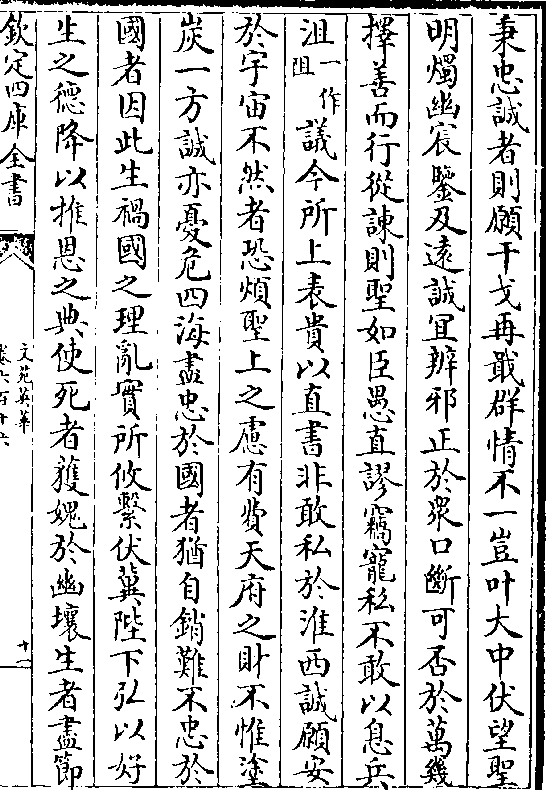 秉忠誠者則願干戈再戢群情不一豈叶大中伏望聖
明燭幽宸鑒及遠誠宜辨邪正於衆口斷可否於萬幾
擇善而行從諫則聖如臣愚直謬竊寵私不敢以息兵
沮一作阻議今所上表貴以直書非敢私於淮西誠願安
於宇宙不然者恐煩聖上之慮有費天府之財不惟塗
炭一方誠亦憂危四海盡忠於國者猶自銷難不忠於
國者因此生禍國之理亂實所攸繫伏冀陛下弘以好
生之德降以推恩之典使死者獲媿於幽壤生者盡節
欽定四庫全書
文苑英華
卷六百十六
十一